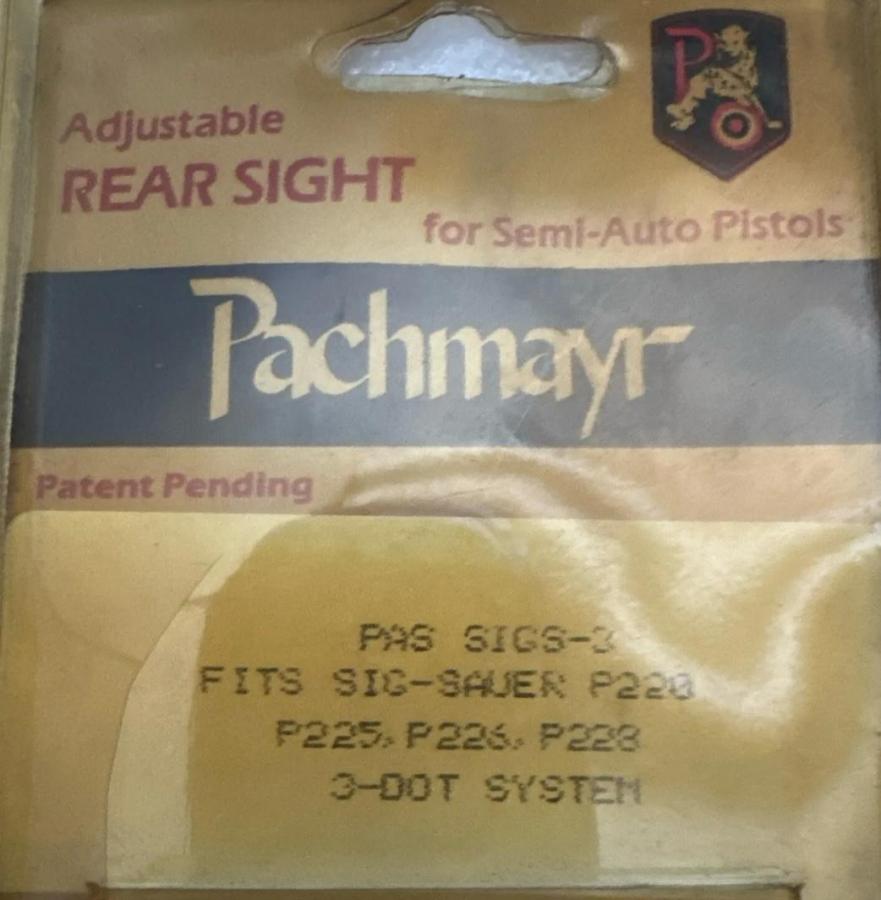 P
Adjustable
REAR SIGHT
for Semi-Auto Pistols
Pachmayr
Patent Pending
PAS SIGS-3
FITS SIG-SAUER P220
P225, P226, P228
3-DOT SYSTEM